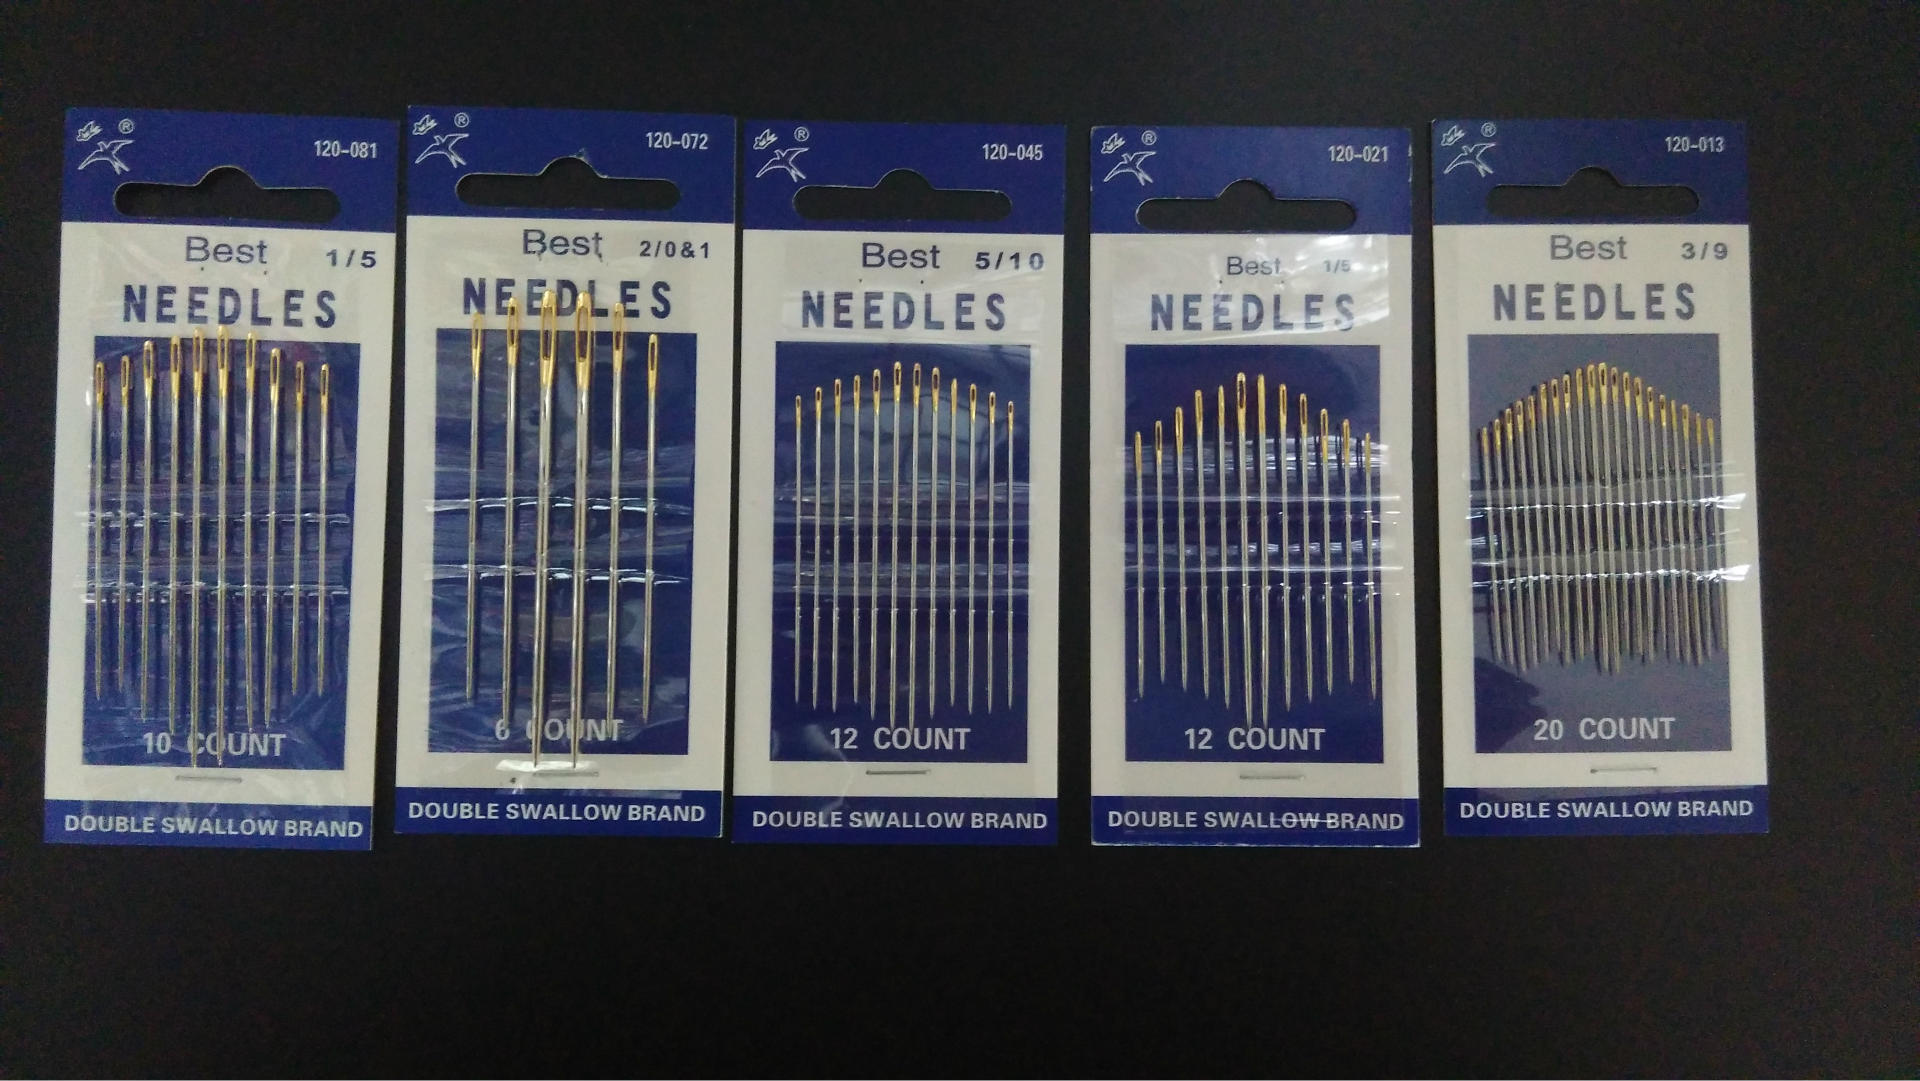 ®
120-081
Best 1/5
NEEDLES
10 COUNT
DOUBLE SWALLOW BRAND
®
120-072
Best 2/0&1
NEEDLES
6 COUNT
DOUBLE SWALLOW BRAND
®
120-045
Best 5/10
NEEDLES
12 COUNT
DOUBLE SWALLOW BRAND
®
120-021
Best 1/5
NEEDLES
12 COUNT
DOUBLE SWALLOW BRAND
®
120-013
Best 3/9
NEEDLES
20 COUNT
DOUBLE SWALLOW BRAND